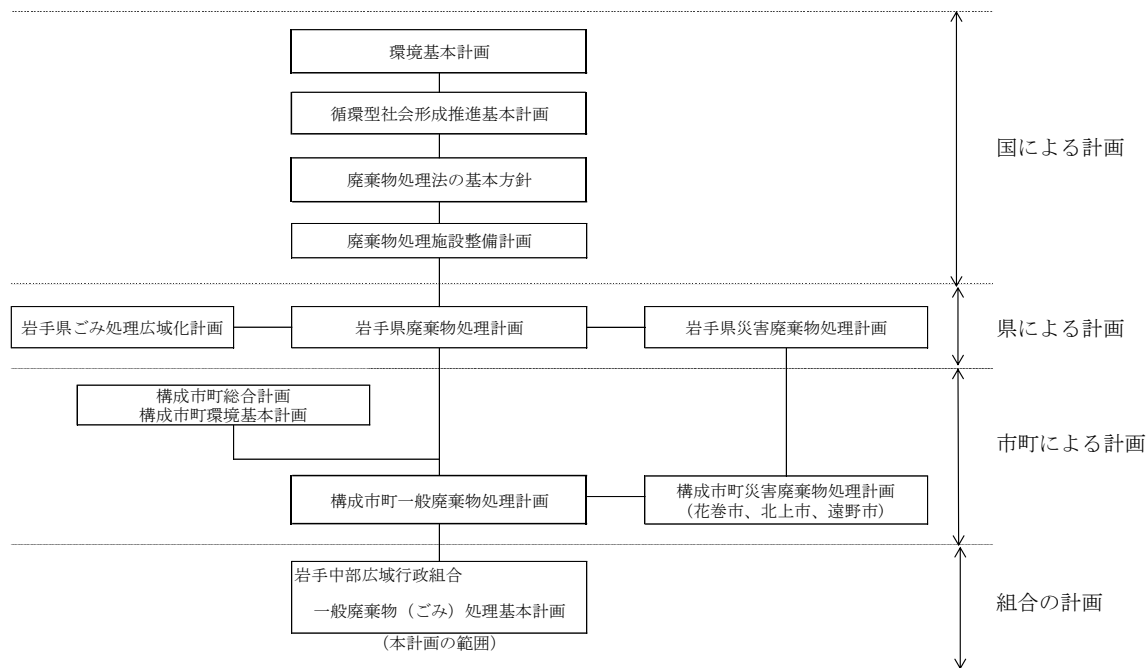 環境基本計画
循環型社会形成推進基本計画
廃棄物処理法の基本方針
廃棄物処理施設整備計画
国による計画
岩手県ごみ処理広域化計画
岩手県廃棄物処理計画
岩手県災害廃棄物処理計画
県による計画
構成市町総合計画
構成市町環境基本計画
市町による計画
構成市町一般廃棄物処理計画
構成市町災害廃棄物処理計画
(花巻市、北上市、遠野市)
岩手中部広域行政組合
一般廃棄物（ごみ）処理基本計画
(本計画の範囲)
組合の計画